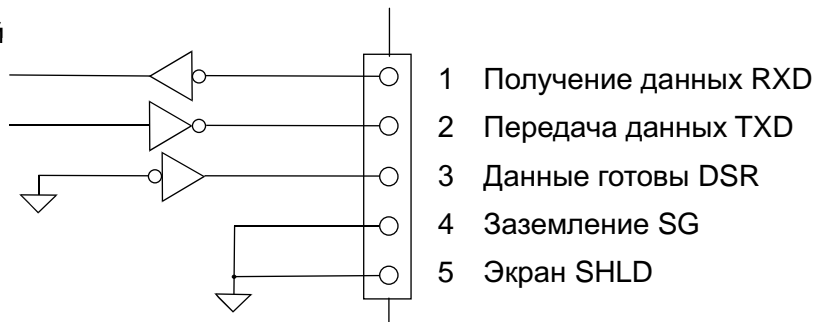 1 Получение данных RXD
2 Передача данных TXD
3 Данные готовы DSR
4 Заземление SG
5 Экран SHLD